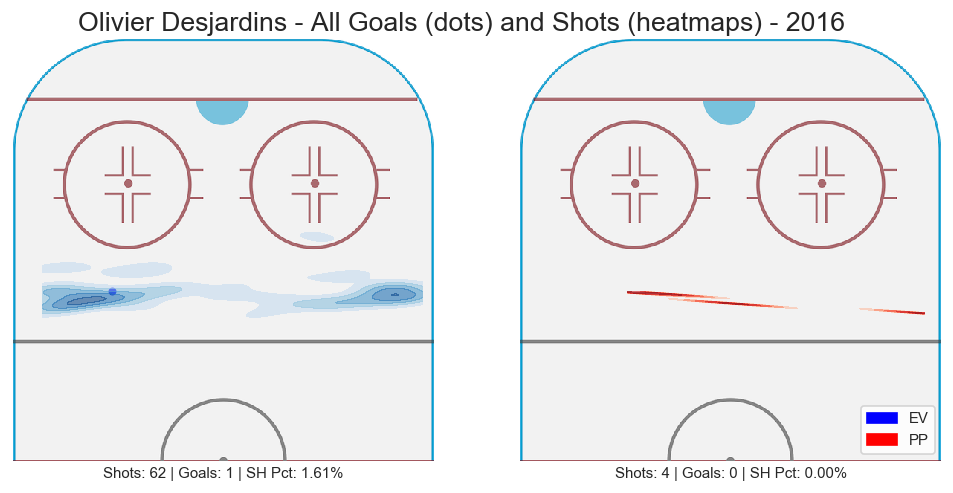 Olivier Desjardins - All Goals (dots) and Shots (heatmaps) - 2016
EV
PP
Shots: 62 | Goals: 1 | SH Pct: 1.61%
Shots: 4 | Goals: 0 | SH Pct: 0.00%